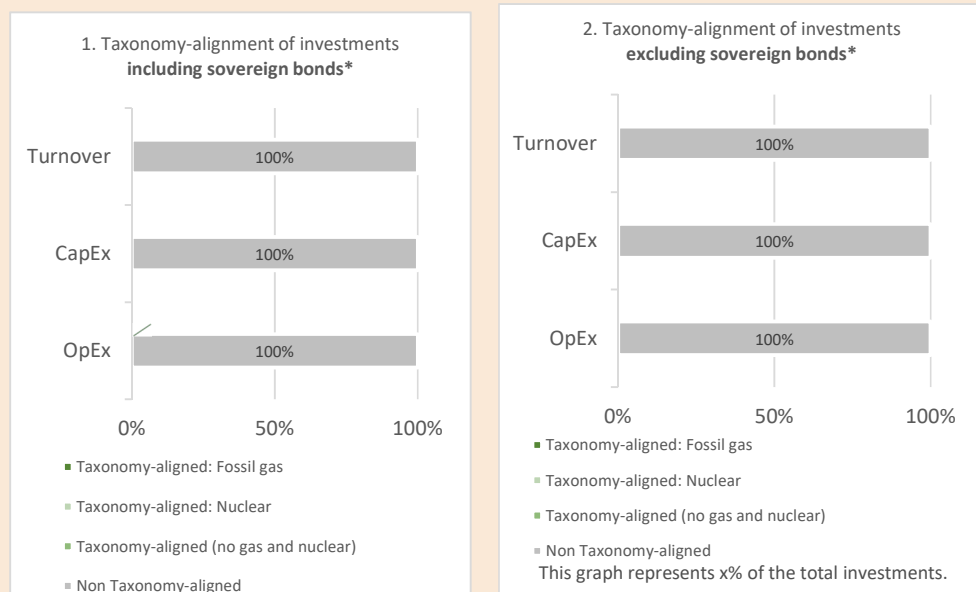 1. Taxonomy-alignment of investments
including sovereign bonds*
Turnover
100%
CapEx
100%
OpEx
100%
0% 50% 100%
Taxonomy-aligned: Fossil gas
Taxonomy-aligned: Nuclear
Taxonomy-aligned (no gas and nuclear)
Non Taxonomy-aligned
2. Taxonomy-alignment of investments
excluding sovereign bonds*
Turnover
100%
CapEx
100%
OpEx
100%
0% 50% 100%
Taxonomy-aligned: Fossil gas
Taxonomy-aligned: Nuclear
Taxonomy-aligned (no gas and nuclear)
Non Taxonomy-aligned
This graph represents x% of the total investments.